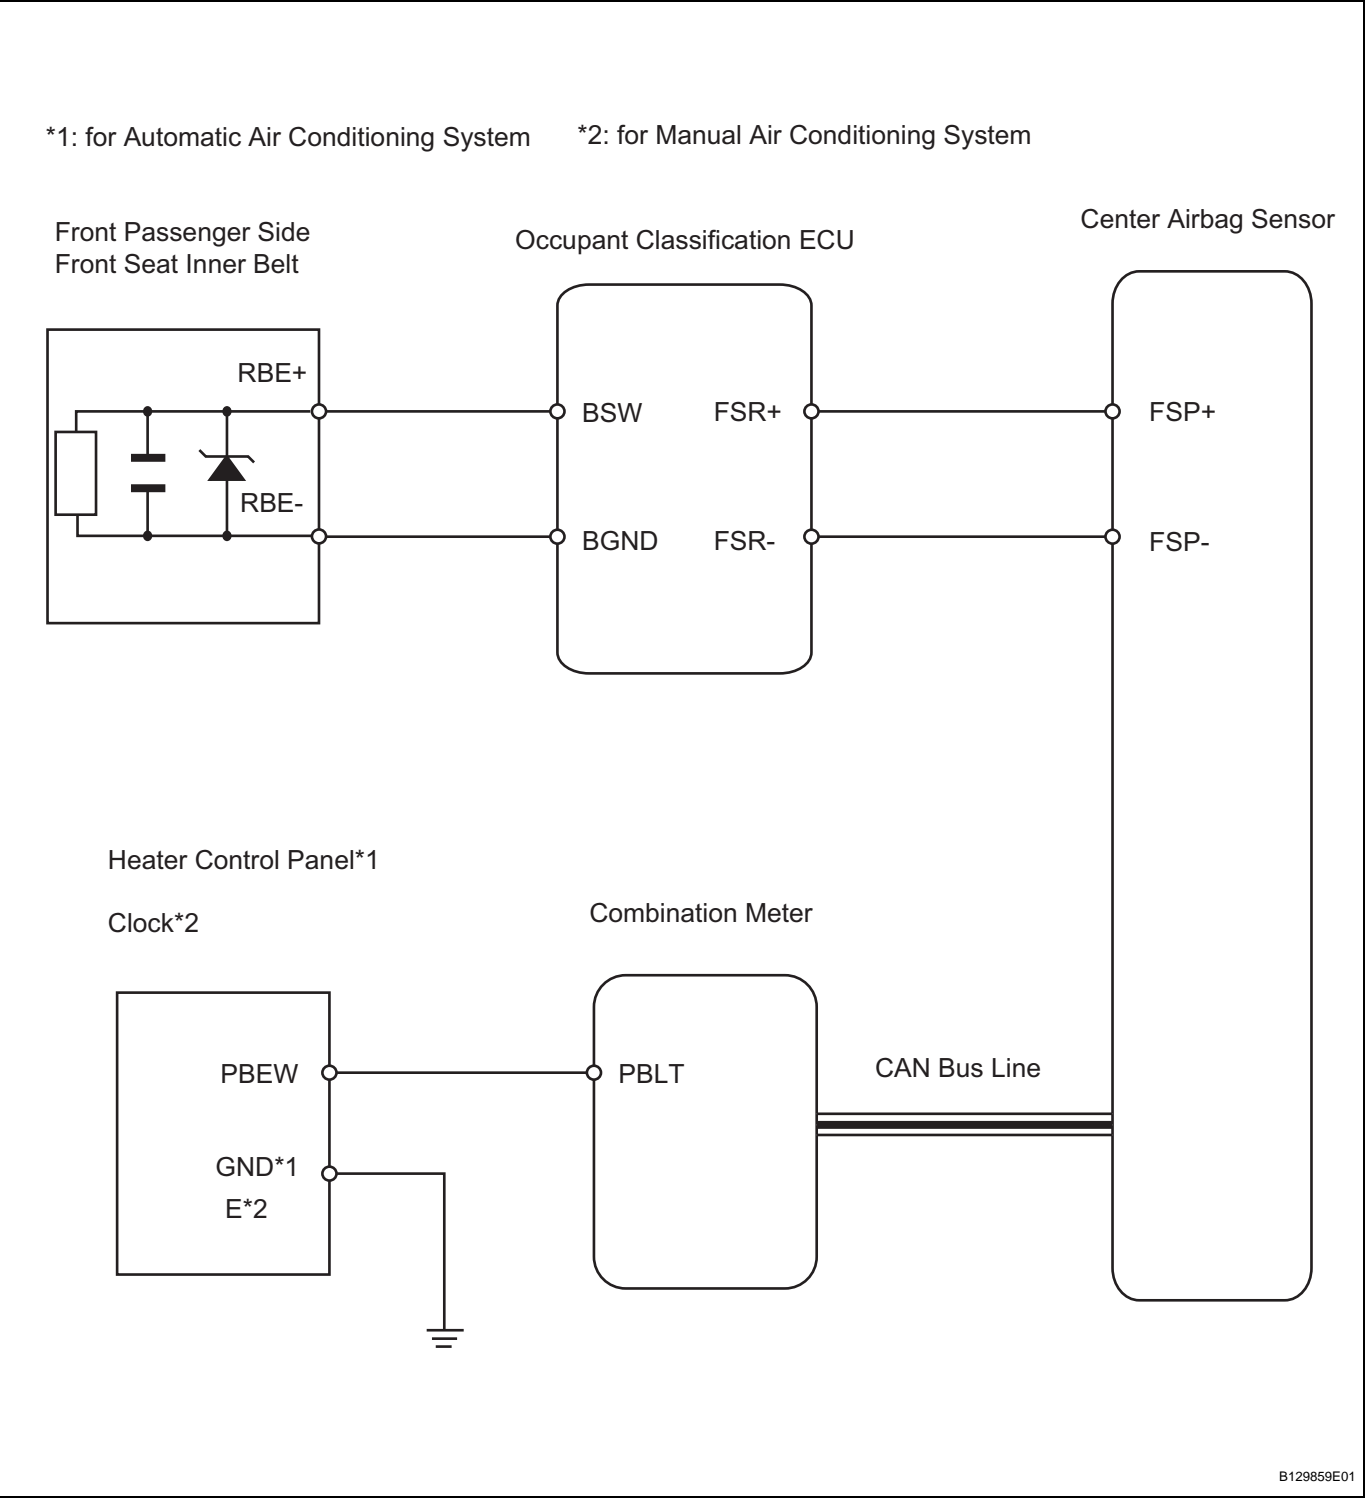 *1: for Automatic Air Conditioning System
*2: for Manual Air Conditioning System
Front Passenger Side
Front Seat Inner Belt
Occupant Classification ECU
Center Airbag Sensor
RBE+
BSW
FSR+
FSP+
RBE-
BGND
FSR-
FSP-
Heater Control Panel*1
Clock*2
Combination Meter
PBEW
PBLT
CAN Bus Line
GND*1
E*2
B129859E01